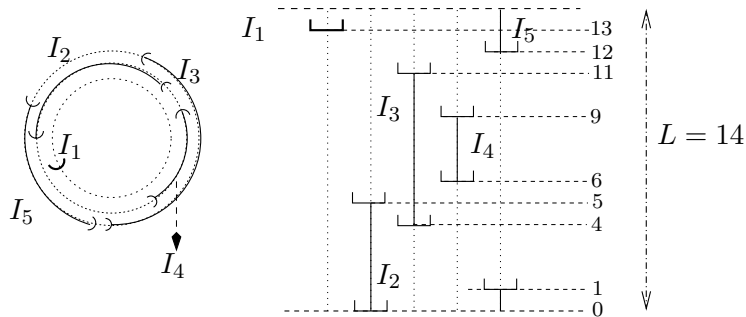 I₂
I₃
I₁
I₅
I₄
I₁
I₅
13
12
11
I₃
9
L = 14
I₄
6
5
4
I₂
1
0